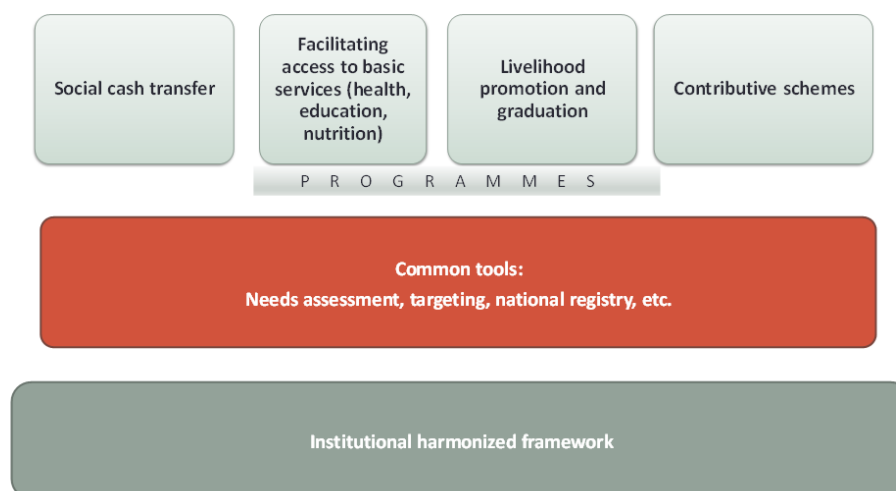 Social cash transfer
Facilitating
access to basic
services (health,
education,
nutrition)
Livelihood
promotion and
graduation
Contributive schemes
P R O G R A M M E S
Common tools:
Needs assessment, targeting, national registry, etc.
Institutional harmonized framework